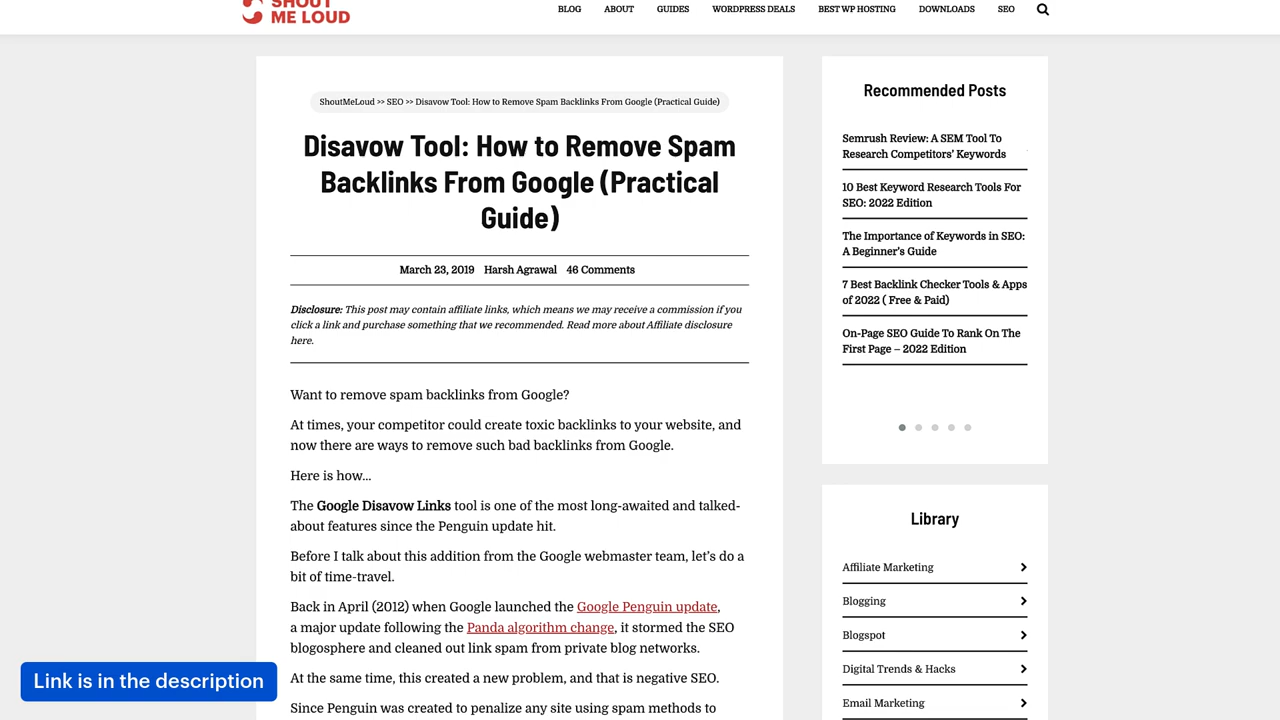 SHOUT
ME LOUD
BLOG ABOUT GUIDES WORDPRESS DEALS BEST WP HOSTING DOWNLOADS SEO
ShoutMeLoud >> SEO >> Disavow Tool: How to Remove Spam Backlinks From Google (Practical Guide)
Disavow Tool: How to Remove Spam
Backlinks From Google (Practical
Guide)
March 23, 2019 Harsh Agrawal 46 Comments
Disclosure: This post may contain affiliate links, which means we may receive a commission if you
click a link and purchase something that we recommended. Read more about Affiliate disclosure
here.
Want to remove spam backlinks from Google?
At times, your competitor could create toxic backlinks to your website, and
now there are ways to remove such bad backlinks from Google.
Here is how...
The Google Disavow Links tool is one of the most long-awaited and talked-
about features since the Penguin update hit.
Before I talk about this addition from the Google webmaster team, let's do a
bit of time-travel.
Back in April (2012) when Google launched the Google Penguin update,
a major update following the Panda algorithm change, it stormed the SEO
blogosphere and cleaned out link spam from private blog networks.
At the same time, this created a new problem, and that is negative SEO.
Since Penguin was created to penalize any site using spam methods to
Recommended Posts
Semrush Review: A SEM Tool To
Research Competitors' Keywords
10 Best Keyword Research Tools For
SEO: 2022 Edition
The Importance of Keywords in SEO:
A Beginner's Guide
7 Best Backlink Checker Tools & Apps
of 2022 ( Free & Paid)
On-Page SEO Guide To Rank On The
First Page – 2022 Edition
Library
Affiliate Marketing
Blogging
Blogspot
Digital Trends & Hacks
Email Marketing
Link is in the description